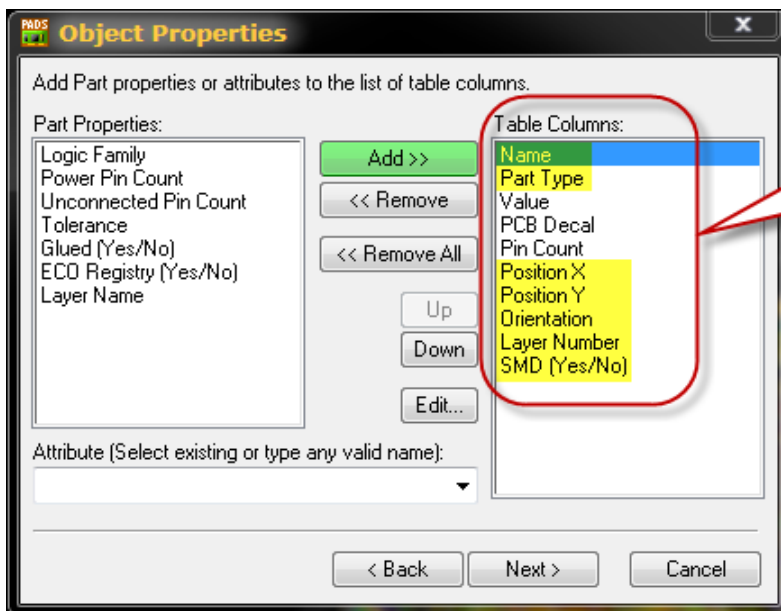 PADS
Object Properties
X
Add Part properties or attributes to the list of table columns.
Part Properties:
Logic Family
Power Pin Count
Unconnected Pin Count
Tolerance
Glued (Yes/No)
ECO Registry (Yes/No)
Layer Name
Add >>
<< Remove
<< Remove All
Up
Down
Edit...
Table Columns:
Name
Part Type
Value
PCB Decal
Pin Count
Position X
Position Y
Orientation
Layer Number
SMD (Yes/No)
Attribute (Select existing or type any valid name):
< Back
Next >
Cancel